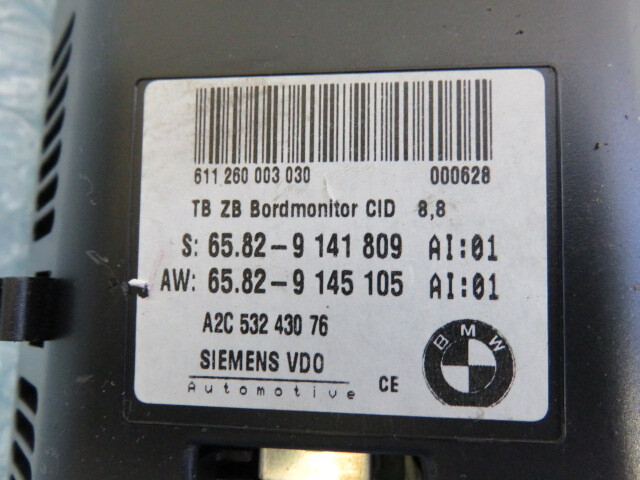 611 260 003 030 000628
TB ZB Bordmonitor CID 8,8
S: 65.82-9 141 809 AI:01
AW: 65.82-9 145 105 AI:01
A2C 532 430 76
SIEMENS VDO
Automotive
CE
BMW